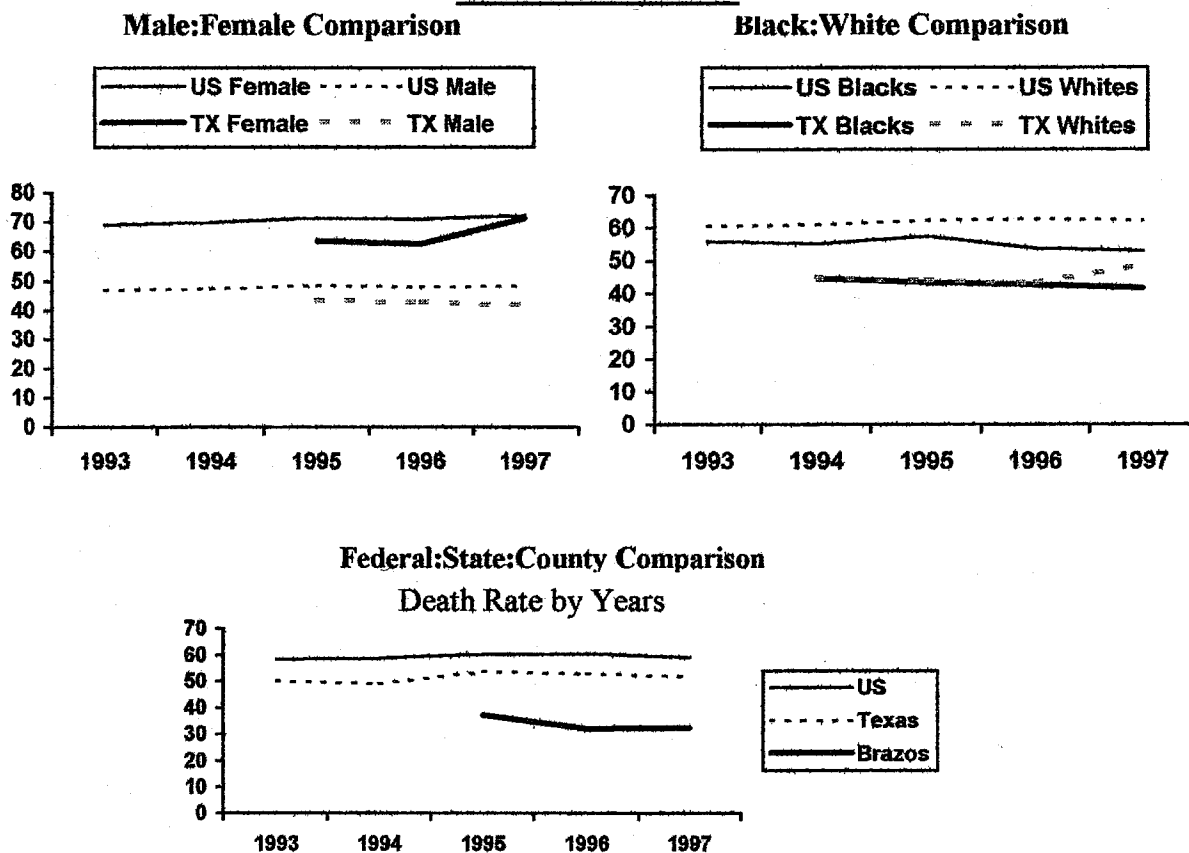 Male:Female Comparison
US Female US Male
TX Female TX Male
80
70
60
50
40
30
20
10
0
1993 1994 1995 1996 1997
Black:White Comparison
US Blacks US Whites
TX Blacks TX Whites
70
60
50
40
30
20
10
0
1993 1994 1995 1996 1997
Federal:State:County Comparison
Death Rate by Years
70
60
50
40
30
20
10
0
1993 1994 1995 1996 1997
US
Texas
Brazos